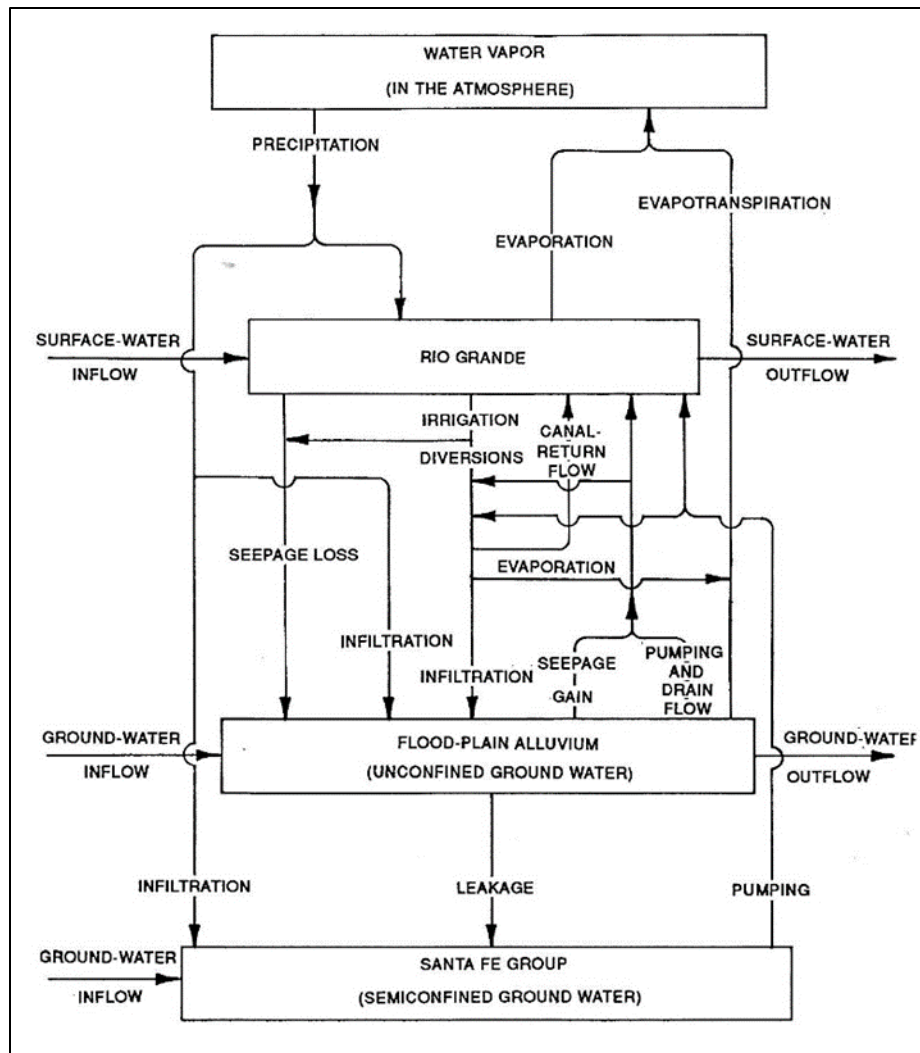 WATER VAPOR
(IN THE ATMOSPHERE)
PRECIPITATION
EVAPOTRANSPIRATION
EVAPORATION
SURFACE-WATER
INFLOW
RIO GRANDE
SURFACE-WATER
OUTFLOW
IRRIGATION
DIVERSIONS
CANAL-
RETURN
FLOW
SEEPAGE LOSS
EVAPORATION
INFILTRATION
INFILTRATION
SEEPAGE
GAIN
PUMPING
AND
DRAIN
FLOW
GROUND-WATER
INFLOW
FLOOD-PLAIN ALLUVIUM
(UNCONFINED GROUND WATER)
GROUND-WATER
OUTFLOW
INFILTRATION
LEAKAGE
PUMPING
GROUND-WATER
INFLOW
SANTA FE GROUP
(SEMICONFINED GROUND WATER)